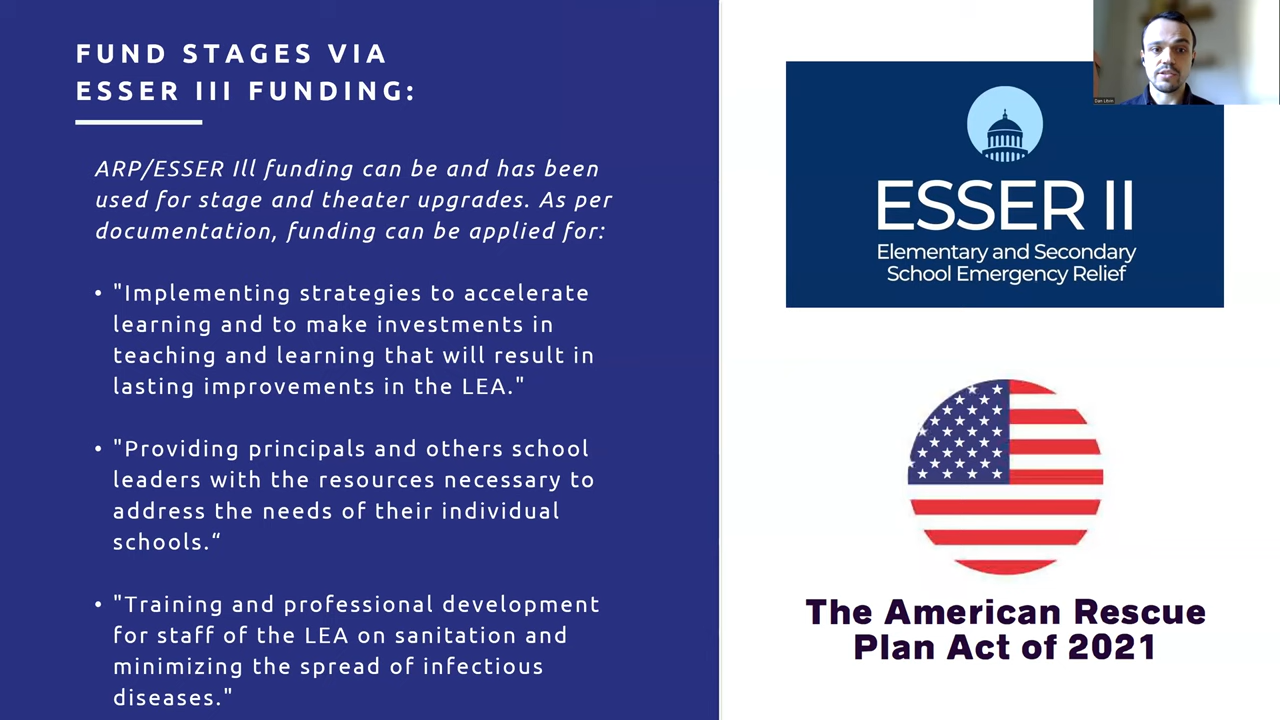 FUND STAGES VIA
ESSER III FUNDING:
ARP/ESSER Ill funding can be and has been
used for stage and theater upgrades. As per
documentation, funding can be applied for:
• "Implementing strategies to accelerate
learning and to make investments in
teaching and learning that will result in
lasting improvements in the LEA."
• "Providing principals and others school
leaders with the resources necessary to
address the needs of their individual
schools.“
• "Training and professional development
for staff of the LEA on sanitation and
minimizing the spread of infectious
diseases."
ESSER II
Elementary and Secondary
School Emergency Relief
The American Rescue
Plan Act of 2021